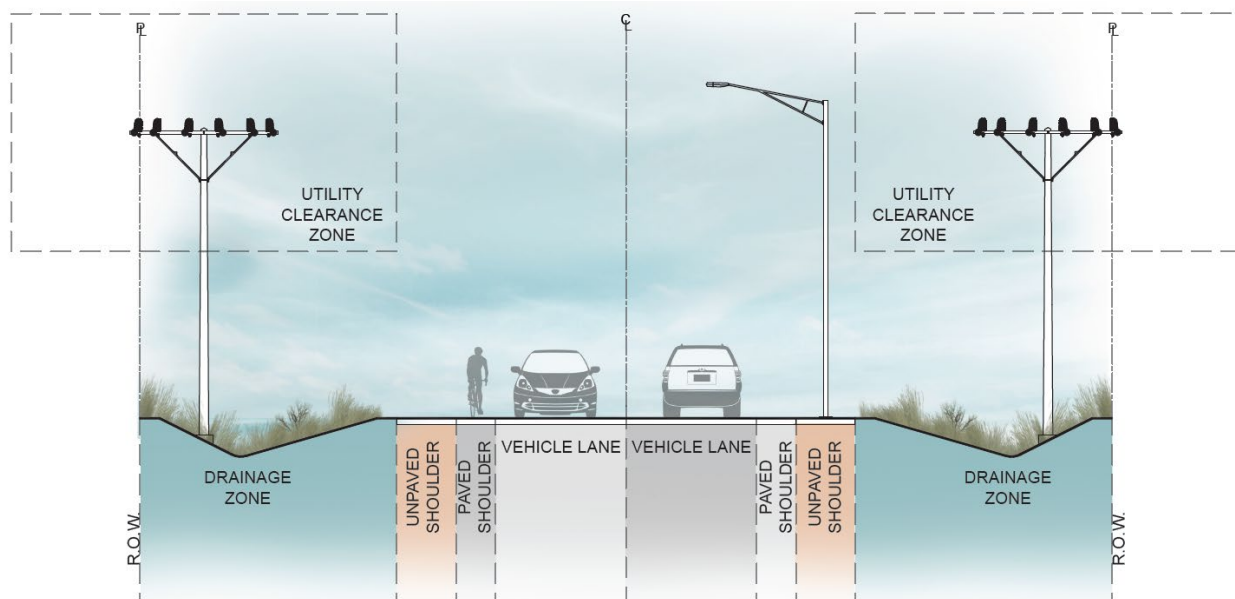 PL
CL
PL
UTILITY
CLEARANCE
ZONE
UTILITY
CLEARANCE
ZONE
DRAINAGE
ZONE
UNPAVED
SHOULDER
PAVED
SHOULDER
VEHICLE LANE
VEHICLE LANE
PAVED
SHOULDER
UNPAVED
SHOULDER
DRAINAGE
ZONE
R.O.W.
R.O.W.